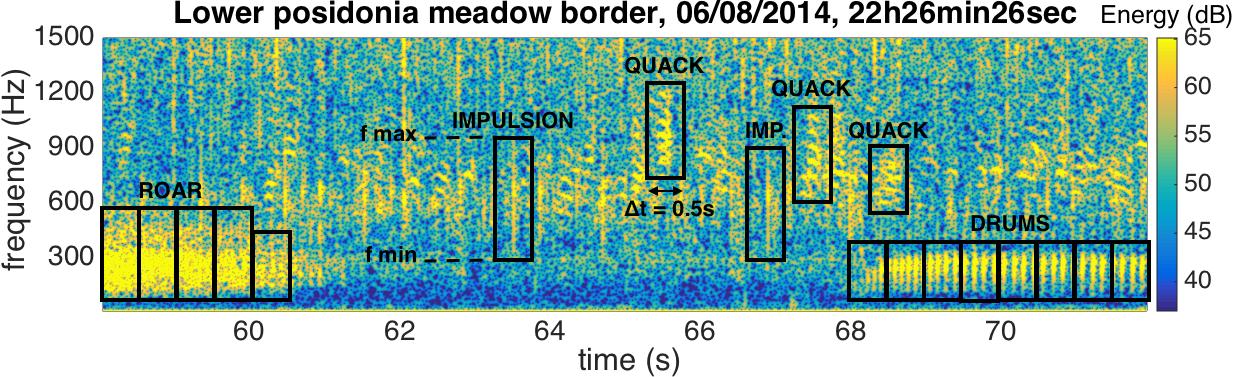 Lower posidonia meadow border, 06/08/2014, 22h26min26sec
Energy (dB)
1500
1200
900
600
300
frequency (Hz)
ROAR
f max
IMPULSION
f min
QUACK
Δt = 0.5s
IMP.
QUACK
QUACK
DRUMS
65
60
55
50
45
40
60 62 64 66 68 70
time (s)